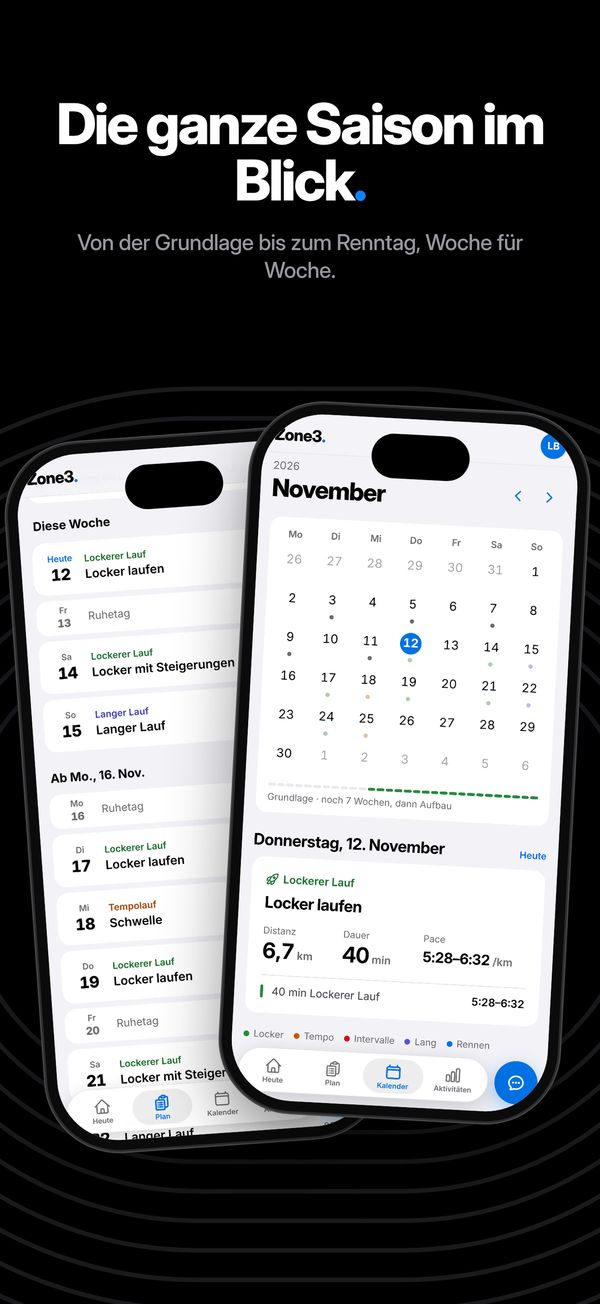 Die ganze Saison im
Blick.
Von der Grundlage bis zum Renntag, Woche für
Woche.
Zone3.
Diese Woche
Heute
12
Lockerer Lauf
Locker laufen
Fr
13
Ruhetag
Sa
14
Lockerer Lauf
Locker mit Steigerungen
So
15
Langer Lauf
Langer Lauf
Ab Mo., 16. Nov.
Mo
16
Ruhetag
Di
17
Lockerer Lauf
Locker laufen
Mi
18
Tempolauf
Schwelle
Do
19
Lockerer Lauf
Locker laufen
Fr
20
Ruhetag
Sa
21
Lockerer Lauf
Locker mit Steiger
Langer Lauf
Heute
Plan
Kalender
Zone3.
LB
2026
November
Mo Di Mi Do Fr Sa So
26 27 28 29 30 31 1
2 3 4 5 6 7 8
9 10 11 12 13 14 15
16 17 18 19 20 21 22
23 24 25 26 27 28 29
30 1 2 3 4 5 6
Grundlage · noch 7 Wochen, dann Aufbau
Donnerstag, 12. November Heute
Lockerer Lauf
Locker laufen
Distanz Dauer Pace
6,7 km 40 min 5:28–6:32 /km
40 min Lockerer Lauf 5:28–6:32
Locker Tempo Intervalle Lang Rennen
Heute Plan Kalender Aktivitäten